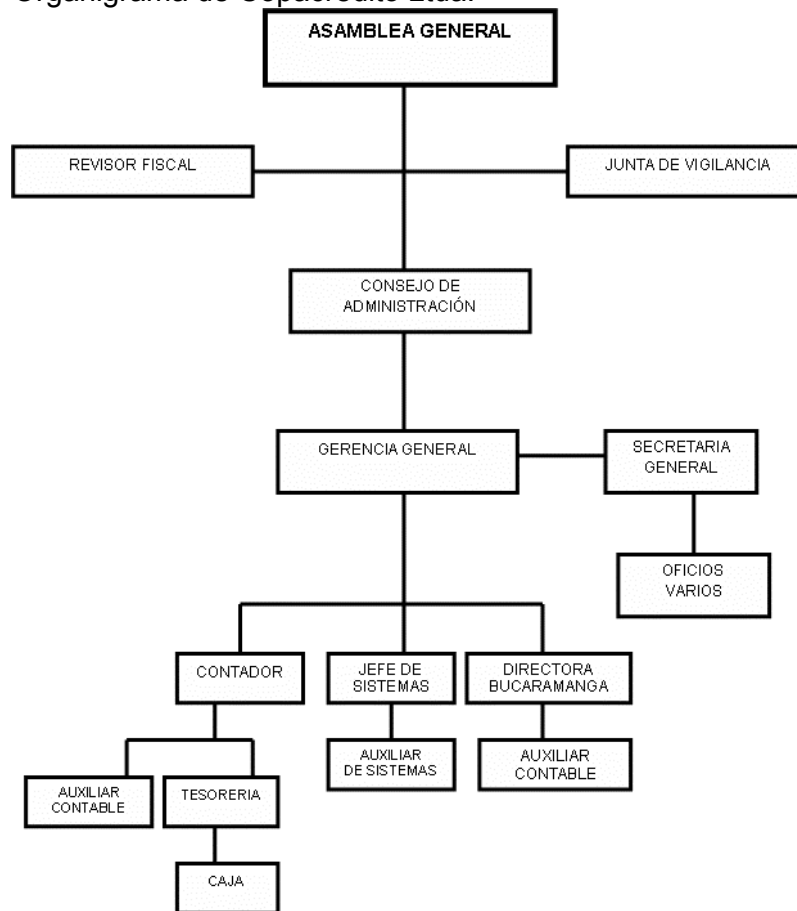 ASAMBLEA GENERAL
REVISOR FISCAL
JUNTA DE VIGILANCIA
CONSEJO DE
ADMINISTRACIÓN
GERENCIA GENERAL
SECRETARIA
GENERAL
OFICIOS
VARIOS
CONTADOR
JEFE DE
SISTEMAS
DIRECTORA
BUCARAMANGA
AUXILIAR
DE SISTEMAS
AUXILIAR
CONTABLE
AUXILIAR
CONTABLE
TESORERIA
CAJA